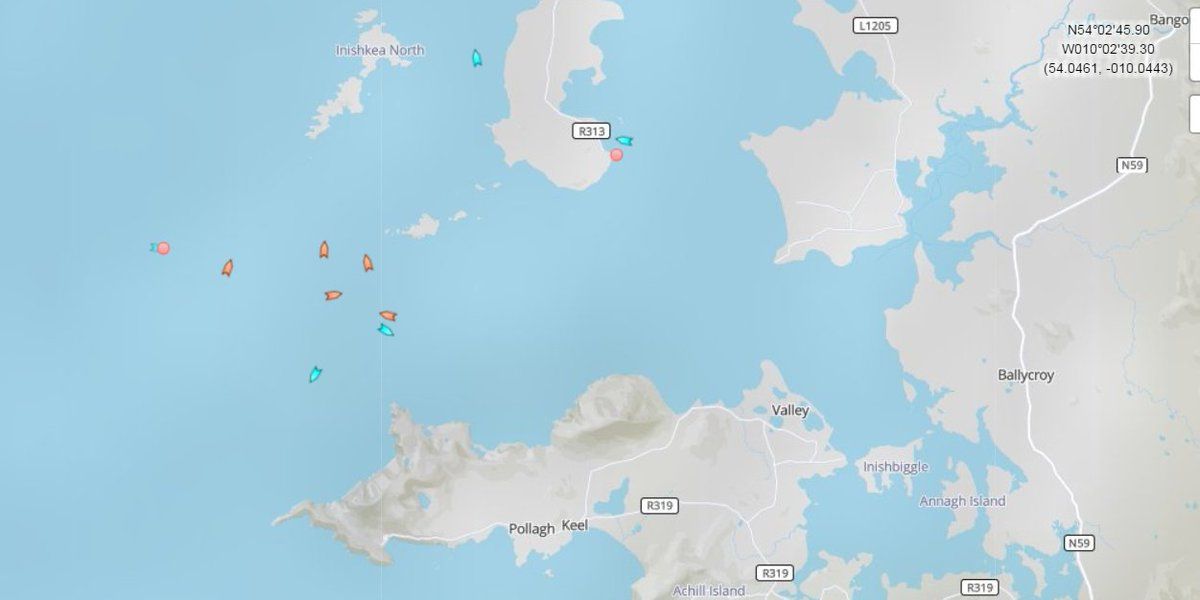 L1205
Bango
N54°02'45.90
W010°02'39.30
(54.0461, -010.0443)
Inishkea North
R313
N59
Ballycroy
Valley
Inishbiggle
Annagh Island
R319
Pollagh
Keel
N59
R319
R319
Achill Island